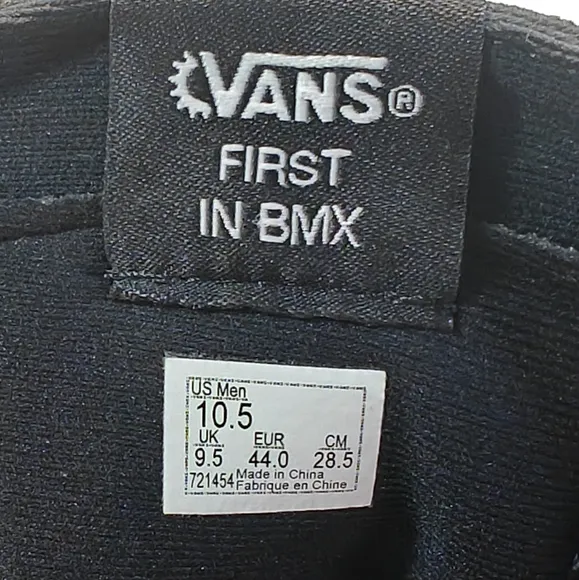 VANS®
FIRST
IN BMX
US Men
10.5
UK EUR CM
9.5 44.0 28.5
721454 Made in China
Fabrique en Chine